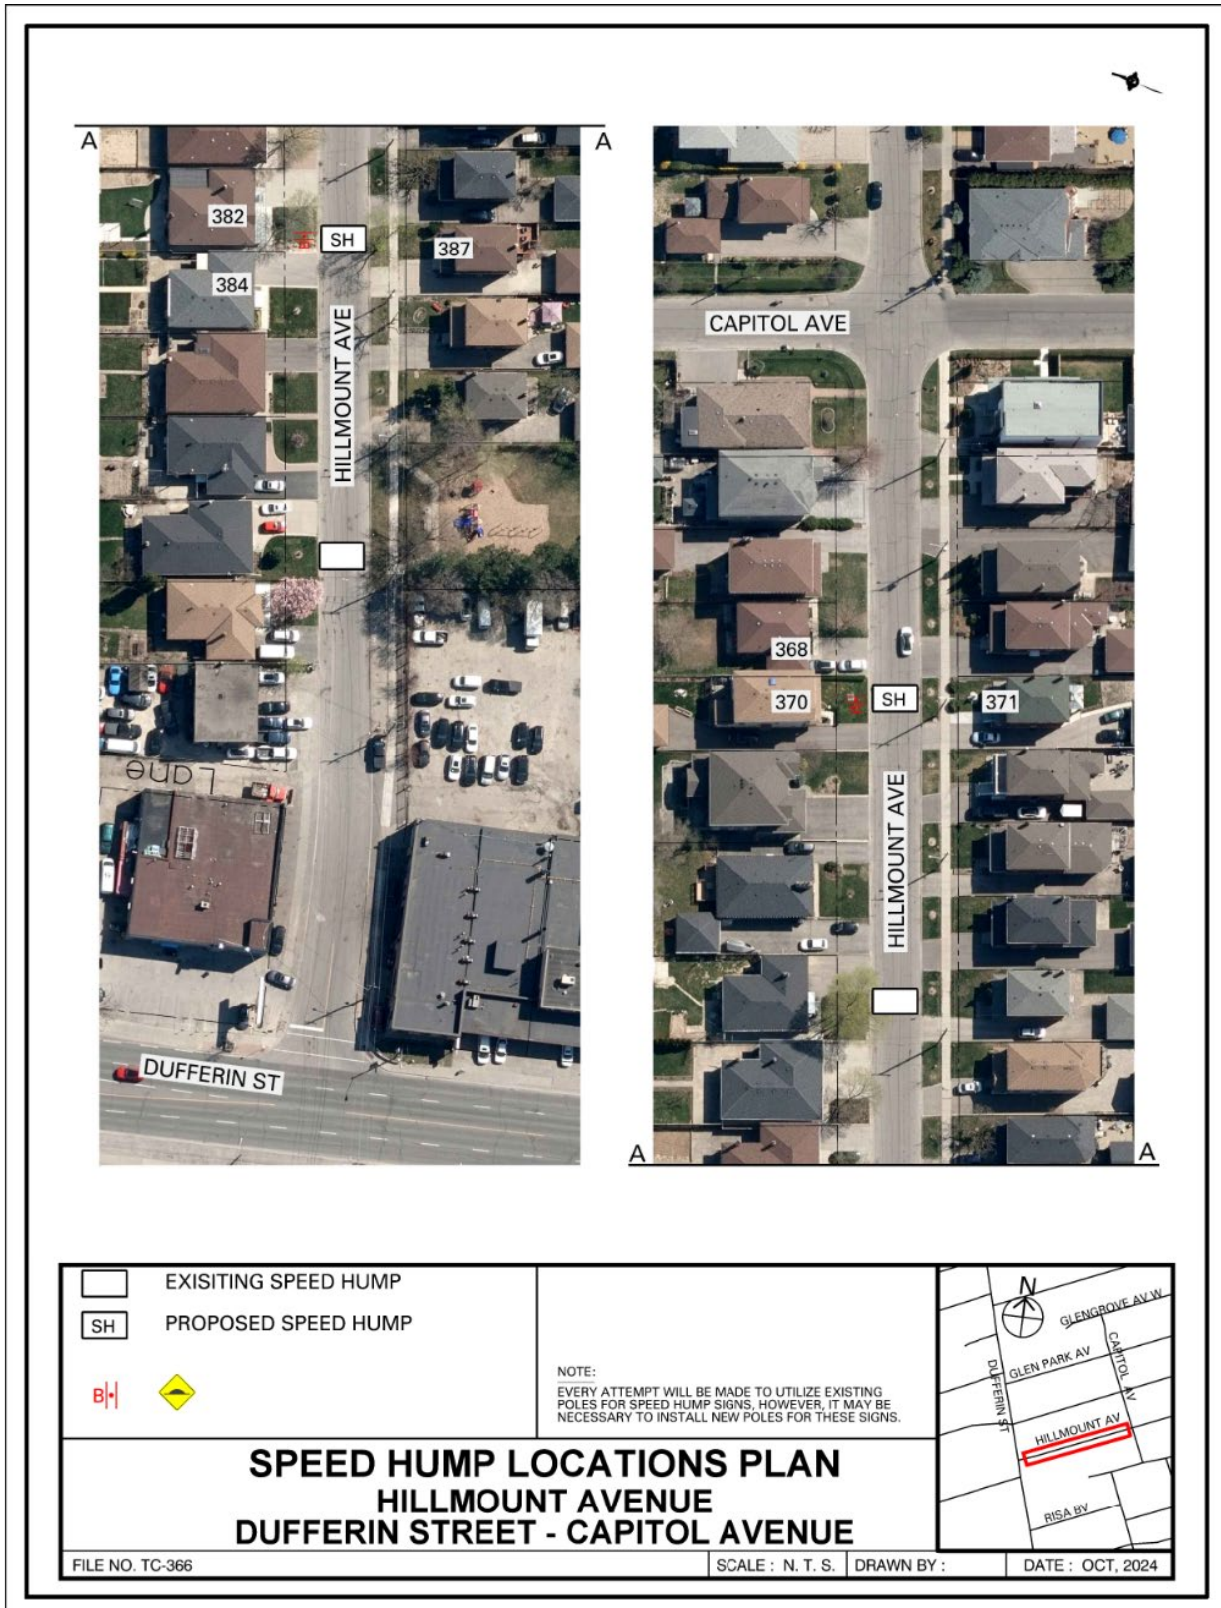 A
A
382
SH
387
384
HILLMOUNT AVE
Lane
DUFFERIN ST
CAPITOL AVE
368
370
SH
371
HILLMOUNT AVE
A
A
EXISITING SPEED HUMP
SH
PROPOSED SPEED HUMP
B
NOTE:
EVERY ATTEMPT WILL BE MADE TO UTILIZE EXISTING
POLES FOR SPEED HUMP SIGNS, HOWEVER, IT MAY BE
NECESSARY TO INSTALL NEW POLES FOR THESE SIGNS.
N
GLENGROVE AV W
GLEN PARK AV
CAPITOL AV
DUFFERIN ST
HILLMOUNT AV
RISA BV
SPEED HUMP LOCATIONS PLAN
HILLMOUNT AVENUE
DUFFERIN STREET - CAPITOL AVENUE
FILE NO. TC-366
SCALE : N. T. S.
DRAWN BY :
DATE : OCT, 2024